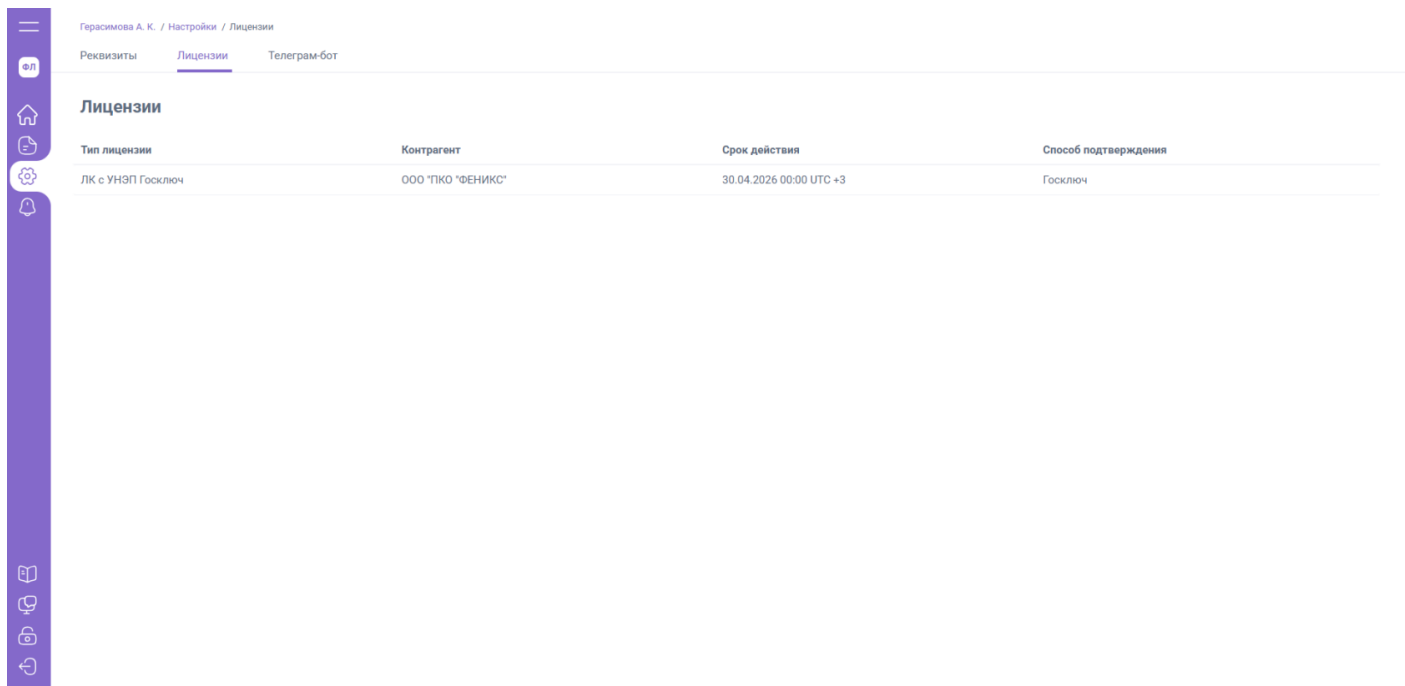 Герасимова А. К. / Настройки / Лицензии
ФЛ
Реквизиты Лицензии Телеграм-бот
Лицензии
Тип лицензии Контрагент Срок действия Способ подтверждения
ЛК с УНЭП Госключ ООО "ПКО "ФЕНИКС" 30.04.2026 00:00 UTC +3 Госключ